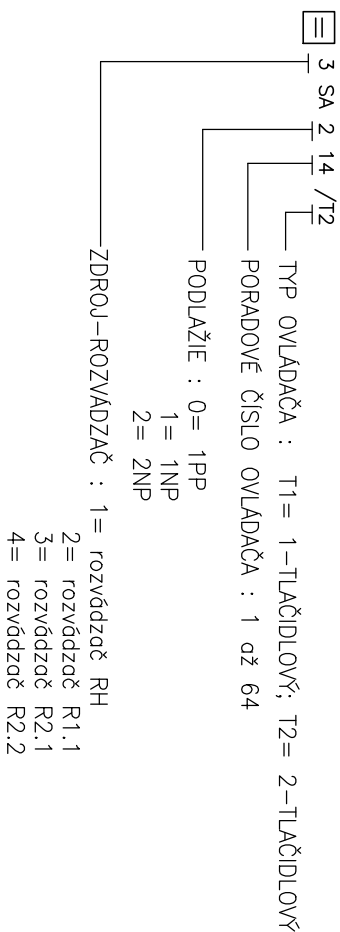 = 3 SA 2 14 /T2
TYP OVLÁDAČA : T1= 1-TLAČIDLOVÝ; T2= 2-TLAČIDLOVÝ
PORADOVÉ ČÍSLO OVLÁDAČA : 1 až 64
PODLAŽIE : 0= 1PP
1= 1NP
2= 2NP
ZDROJ-ROZVÁDZAČ : 1= rozvádzač RH
2= rozvádzač R1.1
3= rozvádzač R2.1
4= rozvádzač R2.2